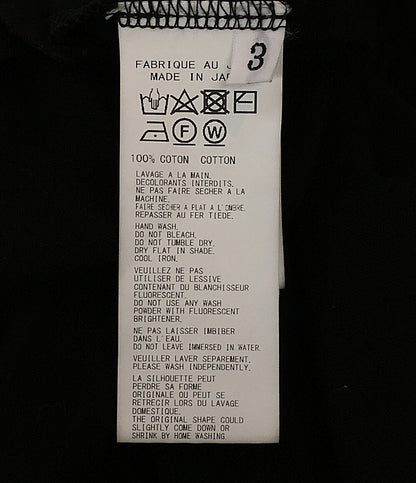 FABRIQUE AU
3
MADE IN
F
W
100% COTON COTTON
LAVAGE A LA MAIN.
DECOLORANTS INTERDITS.
NE PAS FAIRE SECHER A LA
MACHINE.
FAIRE SECHER A PLAT A L'OMBRE.
REPASSER AU FER TIEDE.
HAND WASH.
DO NOT BLEACH.
DO NOT TUMBLE DRY.
DRY FLAT IN SHADE.
COOL IRON.
VEUILLEZ NE PAS
UTILISER DE LESSIVE
CONTENANT DU BLANCHISSEUR
FLUORESCENT.
DO NOT USE ANY WASH
POWDER WITH FLUORESCENT
BRIGHTENER.
NE PAS LAISSER IMBIBER
DANS L'EAU.
DO NOT LEAVE IMMERSED IN WATER.
VEUILLER LAVER SEPAREMENT.
PLEASE WASH INDEPENDENTLY.
LA SILHOUETTE PEUT
PERDRE SA FORME
ORIGINALE OU PEUT SE
RETRECIR LORS DU LAVAGE
DOMESTIQUE.
THE ORIGINAL SHAPE COULD
SLIGHTLY COME DOWN OR
SHRINK BY HOME WASHING